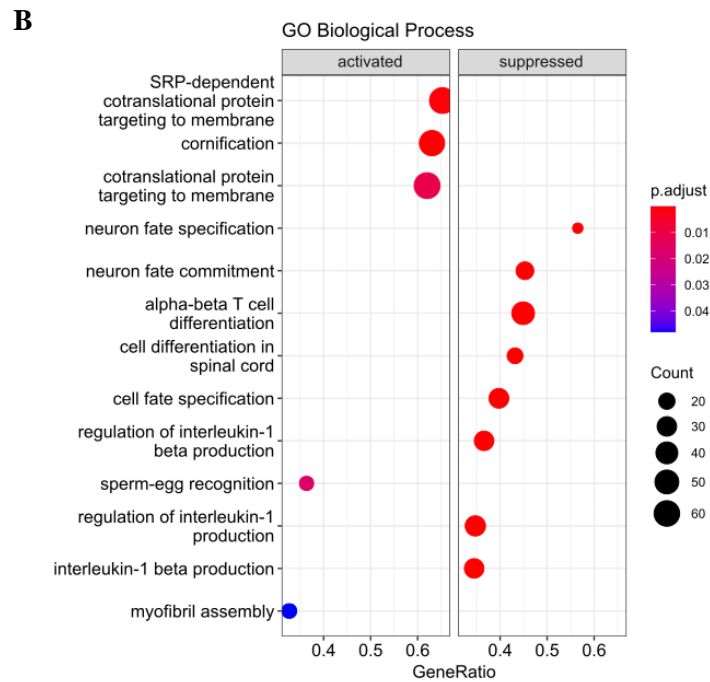 B
GO Biological Process
activated
suppressed
SRP-dependent
cotranslational protein
targeting to membrane
cornification
cotranslational protein
targeting to membrane
neuron fate specification
neuron fate commitment
alpha-beta T cell
differentiation
cell differentiation in
spinal cord
cell fate specification
regulation of interleukin-1
beta production
sperm-egg recognition
regulation of interleukin-1
production
interleukin-1 beta production
myofibril assembly
0.4 0.5 0.6
0.4 0.5 0.6
GeneRatio
p.adjust
0.01
0.02
0.03
0.04
Count
20
30
40
50
60